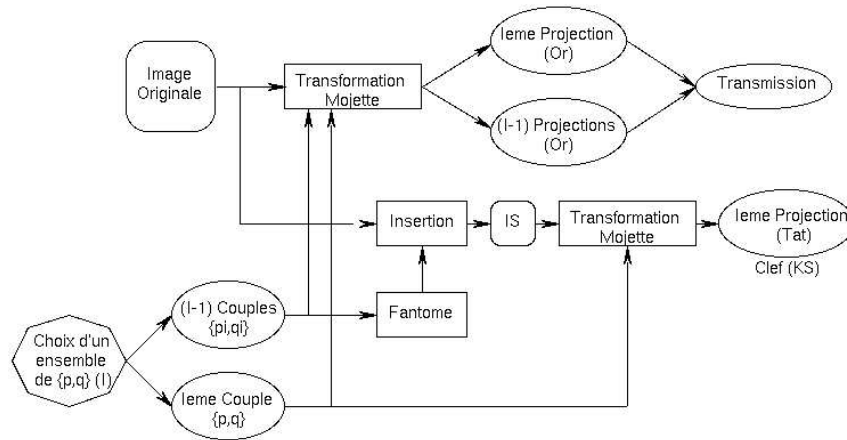 Image
Originale
Transformation
Mojette
Ieme Projection
(Or)
(I-1) Projections
(Or)
Transmission
Insertion
IS
Transformation
Mojette
Ieme Projection
(Tat)
Clef (KS)
(I-1) Couples
{pi,qi}
Fantome
Choix d'un
ensemble
de {p,q} (I)
Ieme Couple
{p,q}